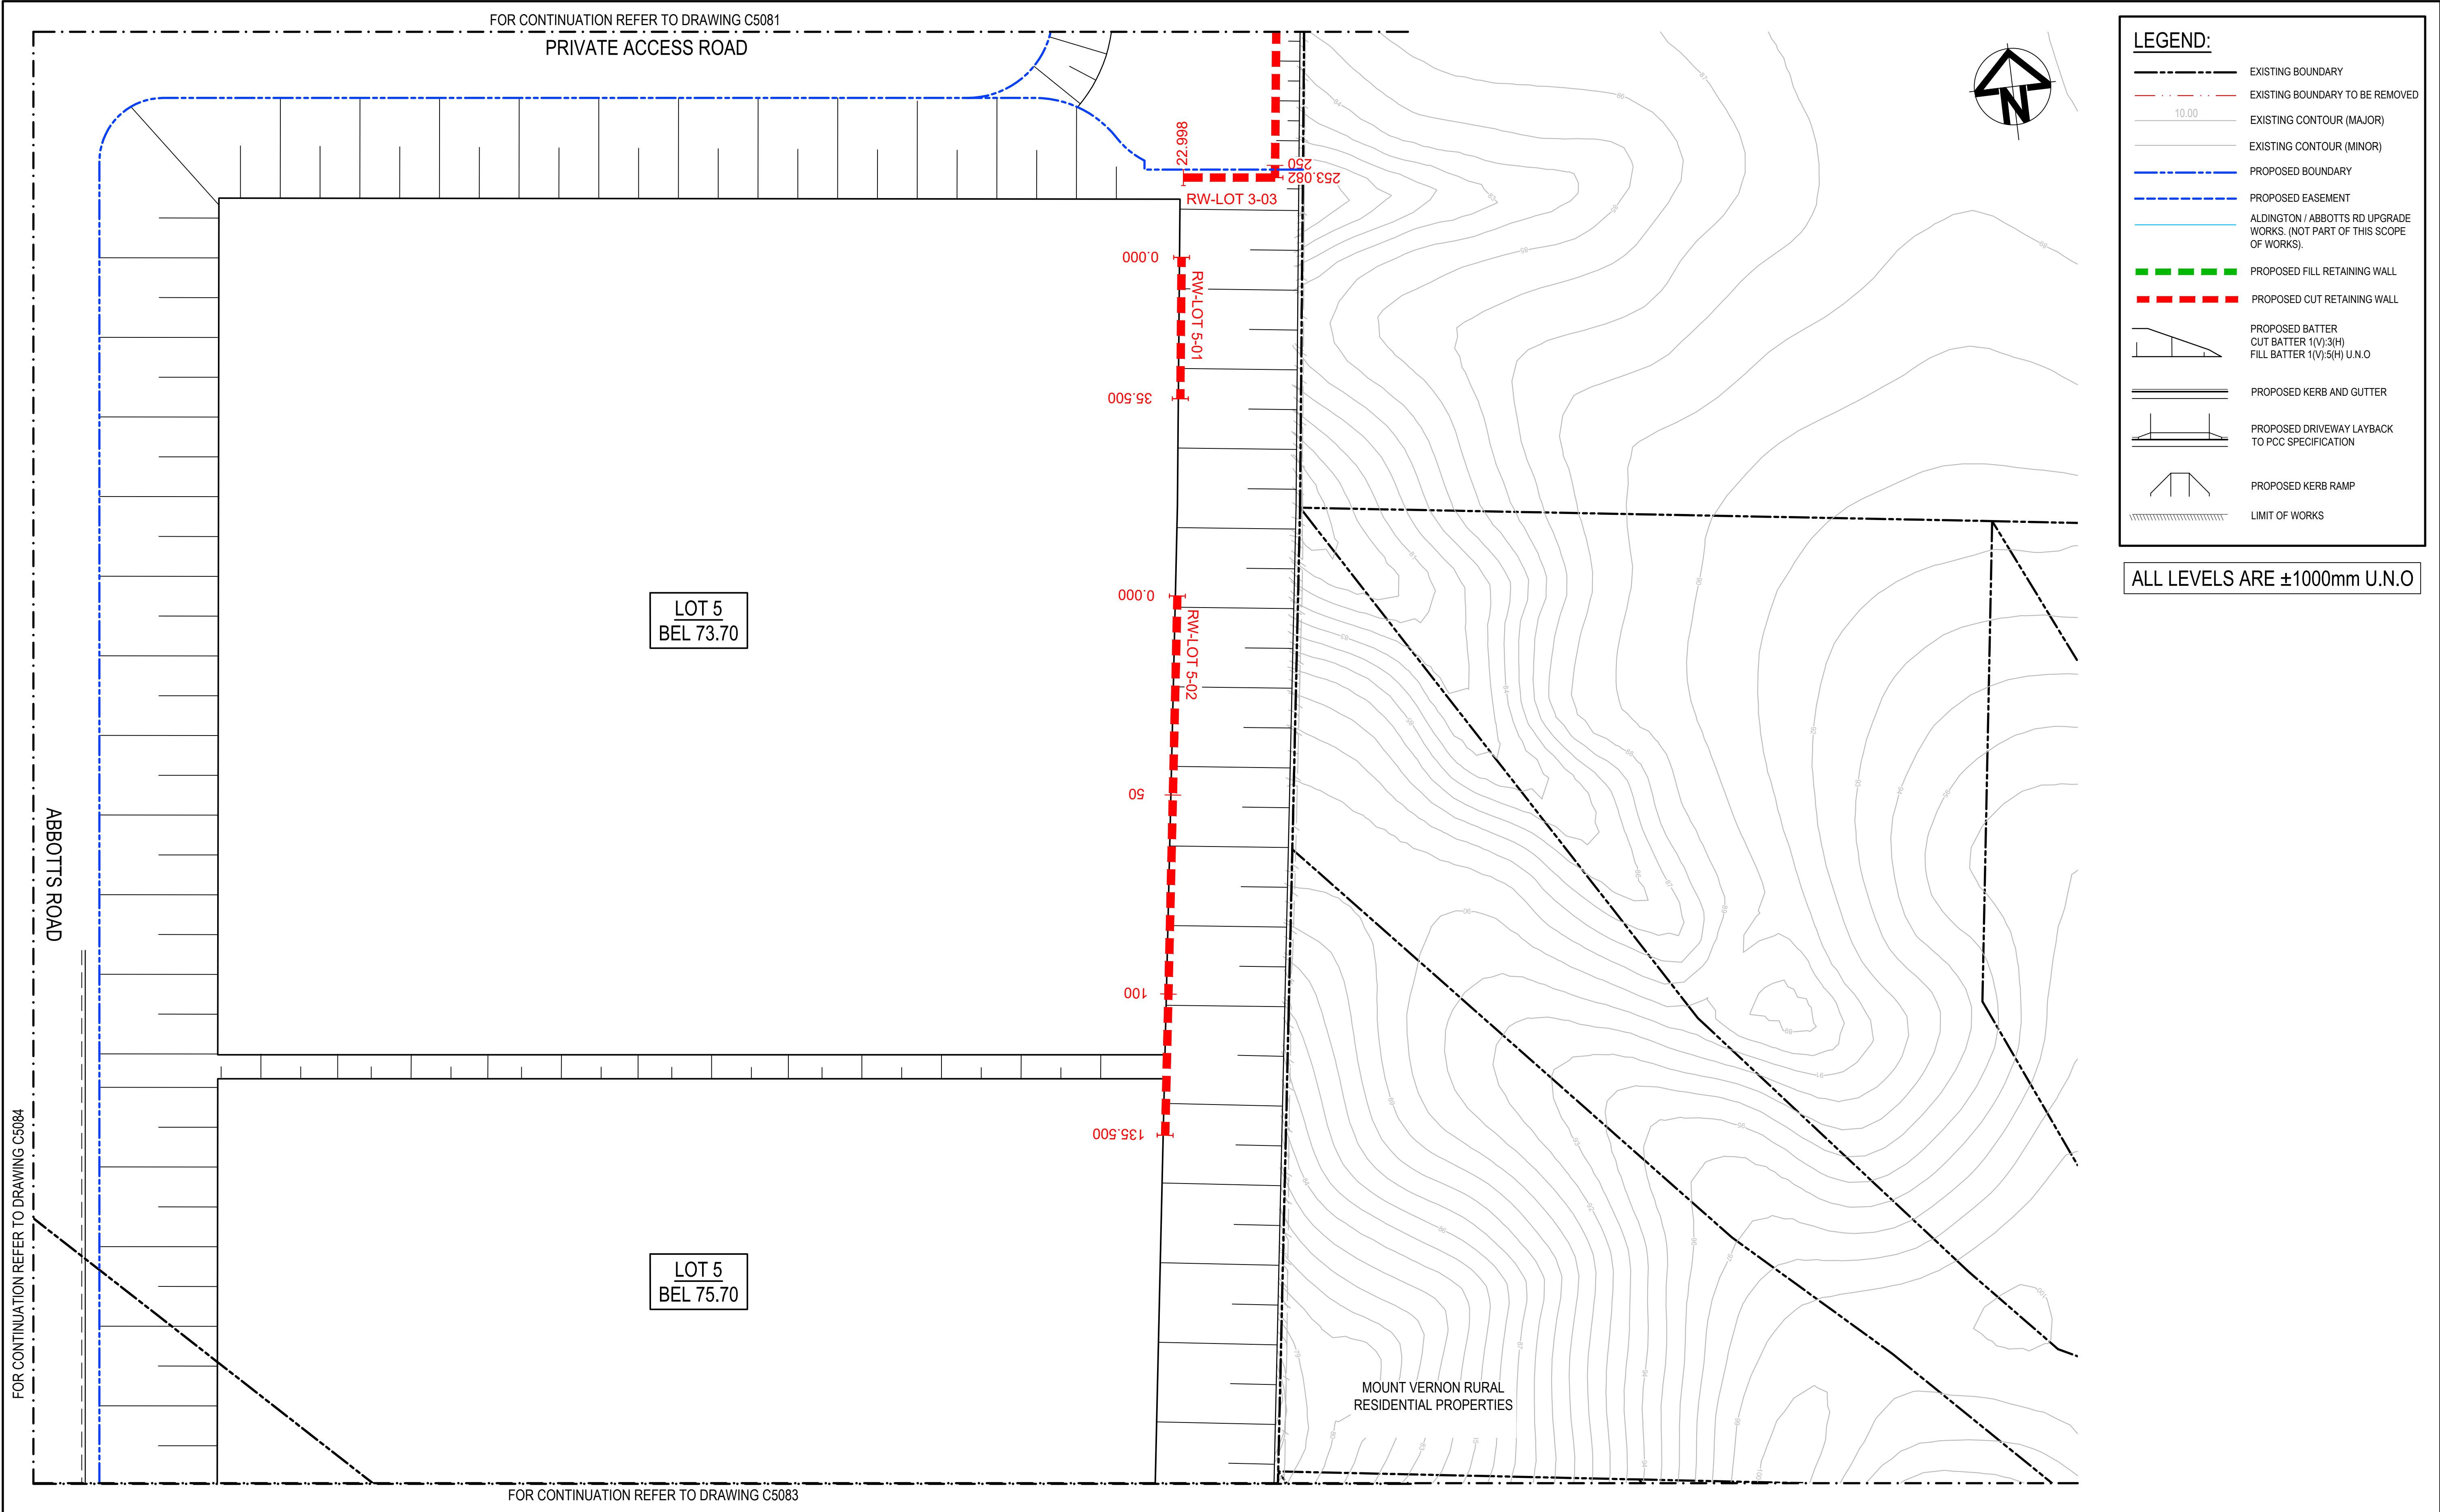 FOR CONTINUATION REFER TO DRAWING C5081
PRIVATE ACCESS ROAD
22.998
250
253.082
RW-LOT 3-03
0.000
RW-LOT 5-01
35.500
0.000
RW-LOT 5-02
50
100
135.500
LOT 5
BEL 73.70
LOT 5
BEL 75.70
ABBOTTS ROAD
FOR CONTINUATION REFER TO DRAWING C5084
FOR CONTINUATION REFER TO DRAWING C5083
MOUNT VERNON RURAL
RESIDENTIAL PROPERTIES
N
LEGEND:
EXISTING BOUNDARY
EXISTING BOUNDARY TO BE REMOVED
10.00
EXISTING CONTOUR (MAJOR)
EXISTING CONTOUR (MINOR)
PROPOSED BOUNDARY
PROPOSED EASEMENT
ALDINGTON / ABBOTTS RD UPGRADE
WORKS. (NOT PART OF THIS SCOPE
OF WORKS).
PROPOSED FILL RETAINING WALL
PROPOSED CUT RETAINING WALL
PROPOSED BATTER
CUT BATTER 1(V):3(H)
FILL BATTER 1(V):5(H) U.N.O
PROPOSED KERB AND GUTTER
PROPOSED DRIVEWAY LAYBACK
TO PCC SPECIFICATION
PROPOSED KERB RAMP
LIMIT OF WORKS
ALL LEVELS ARE ±1000mm U.N.O